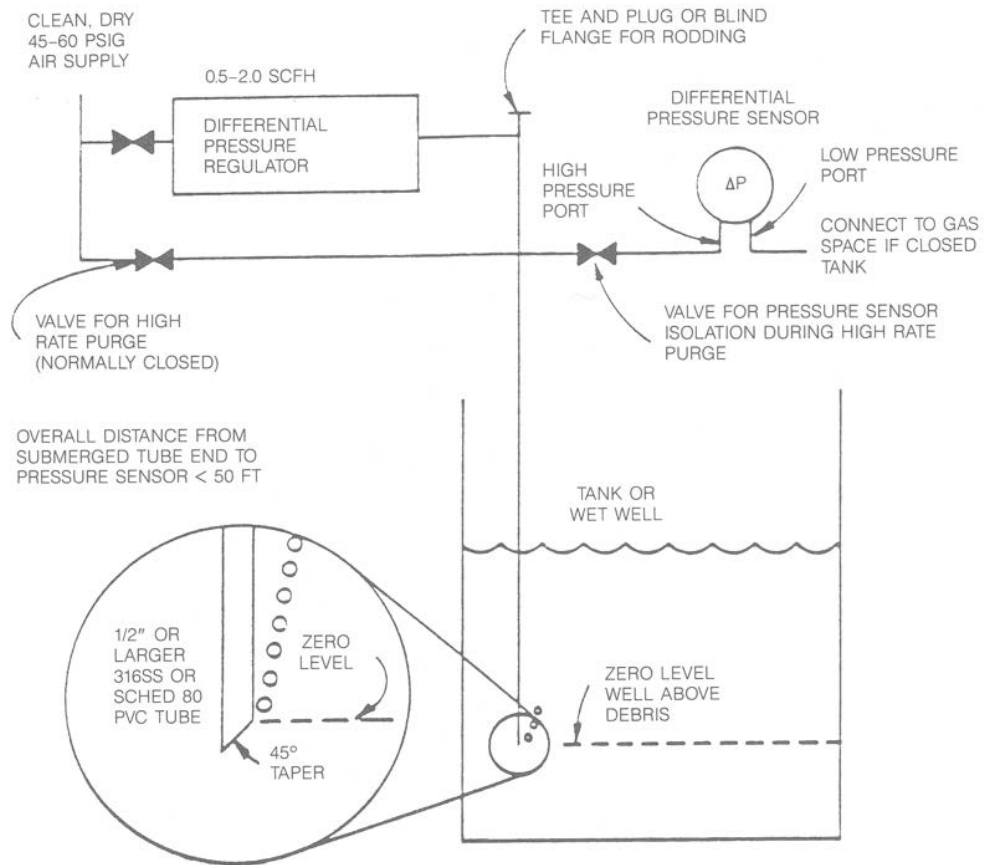 CLEAN, DRY
45–60 PSIG
AIR SUPPLY
TEE AND PLUG OR BLIND
FLANGE FOR RODDING
0.5–2.0 SCFH
DIFFERENTIAL
PRESSURE
REGULATOR
DIFFERENTIAL
PRESSURE SENSOR
HIGH
PRESSURE
PORT
ΔP
LOW PRESSURE
PORT
CONNECT TO GAS
SPACE IF CLOSED
TANK
VALVE FOR HIGH
RATE PURGE
(NORMALLY CLOSED)
VALVE FOR PRESSURE SENSOR
ISOLATION DURING HIGH RATE
PURGE
OVERALL DISTANCE FROM
SUBMERGED TUBE END TO
PRESSURE SENSOR < 50 FT
TANK OR
WET WELL
1/2" OR
LARGER
316SS OR
SCHED 80
PVC TUBE
ZERO
LEVEL
45°
TAPER
ZERO LEVEL
WELL ABOVE
DEBRIS